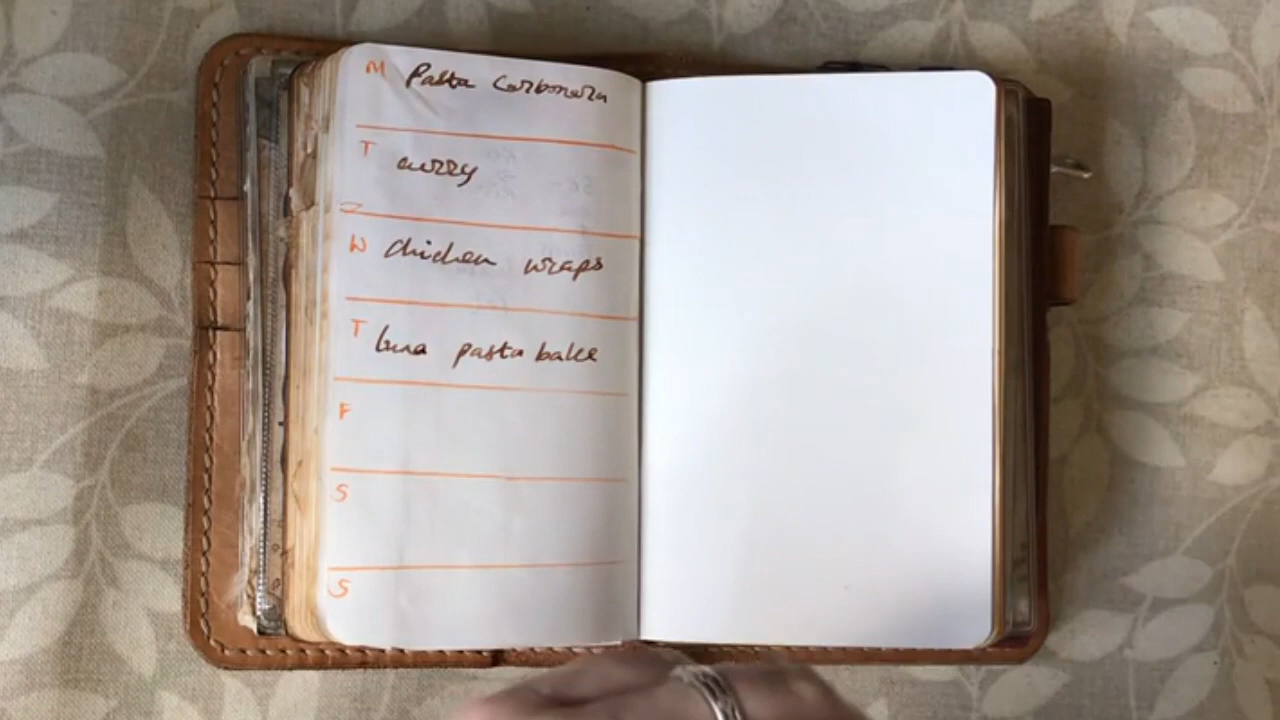 M Pasta Carbonara
T curry
W chicken wraps
T tuna pasta bake
F
S
S